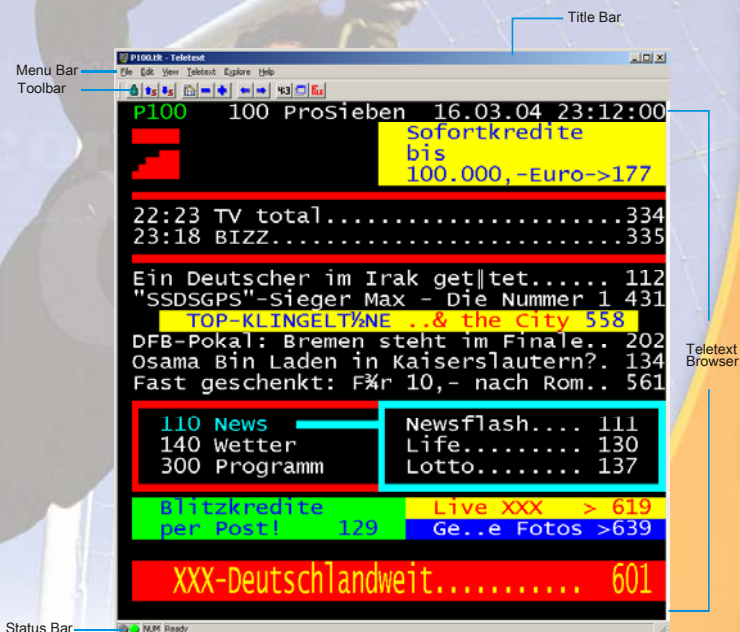 Title Bar
P100.tlt - Teletext
Menu Bar
File Edit View Teletext Explore Help
Toolbar
4:3
P100 100 ProSieben 16.03.04 23:12:00
Sofortkredite
bis
100.000,-Euro->177
22:23 TV total......................334
23:18 BIZZ..........................335
Ein Deutscher im Irak get‖tet...... 112
"SSDSGPS"-Sieger Max - Die Nummer 1 431
TOP-KLINGELT½NE ..& the City 558
DFB-Pokal: Bremen steht im Finale.. 202
Osama Bin Laden in Kaiserslautern?. 134
Fast geschenkt: F¾r 10,- nach Rom.. 561
Teletext
Browser
110 News Newsflash.... 111
140 Wetter Life......... 130
300 Programm Lotto........ 137
Blitzkredite Live XXX > 619
per Post! 129 Ge..e Fotos >639
XXX-Deutschlandweit........... 601
Status Bar
NUM Ready